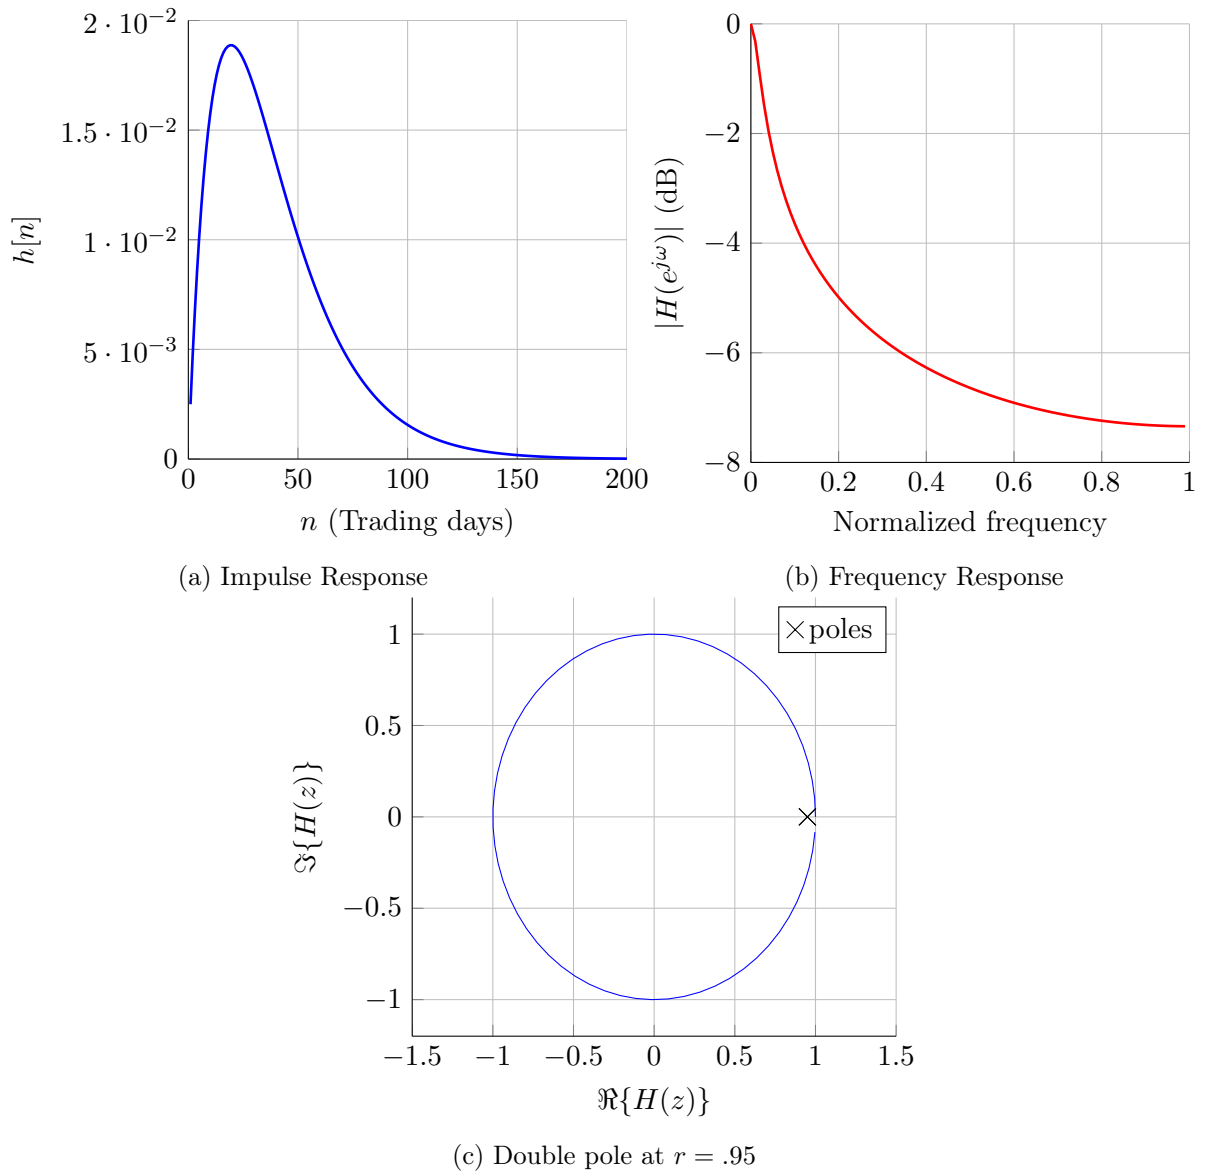 2 · 10⁻²
1.5 · 10⁻²
1 · 10⁻²
5 · 10⁻³
0
h[n]
0 50 100 150 200
n (Trading days)
(a) Impulse Response
0
−2
−4
−6
−8
|H(e^{jω})| (dB)
0 0.2 0.4 0.6 0.8 1
Normalized frequency
(b) Frequency Response
poles
1
0.5
0
−0.5
−1
ℑ{H(z)}
−1.5 −1 −0.5 0 0.5 1 1.5
ℜ{H(z)}
(c) Double pole at r = .95